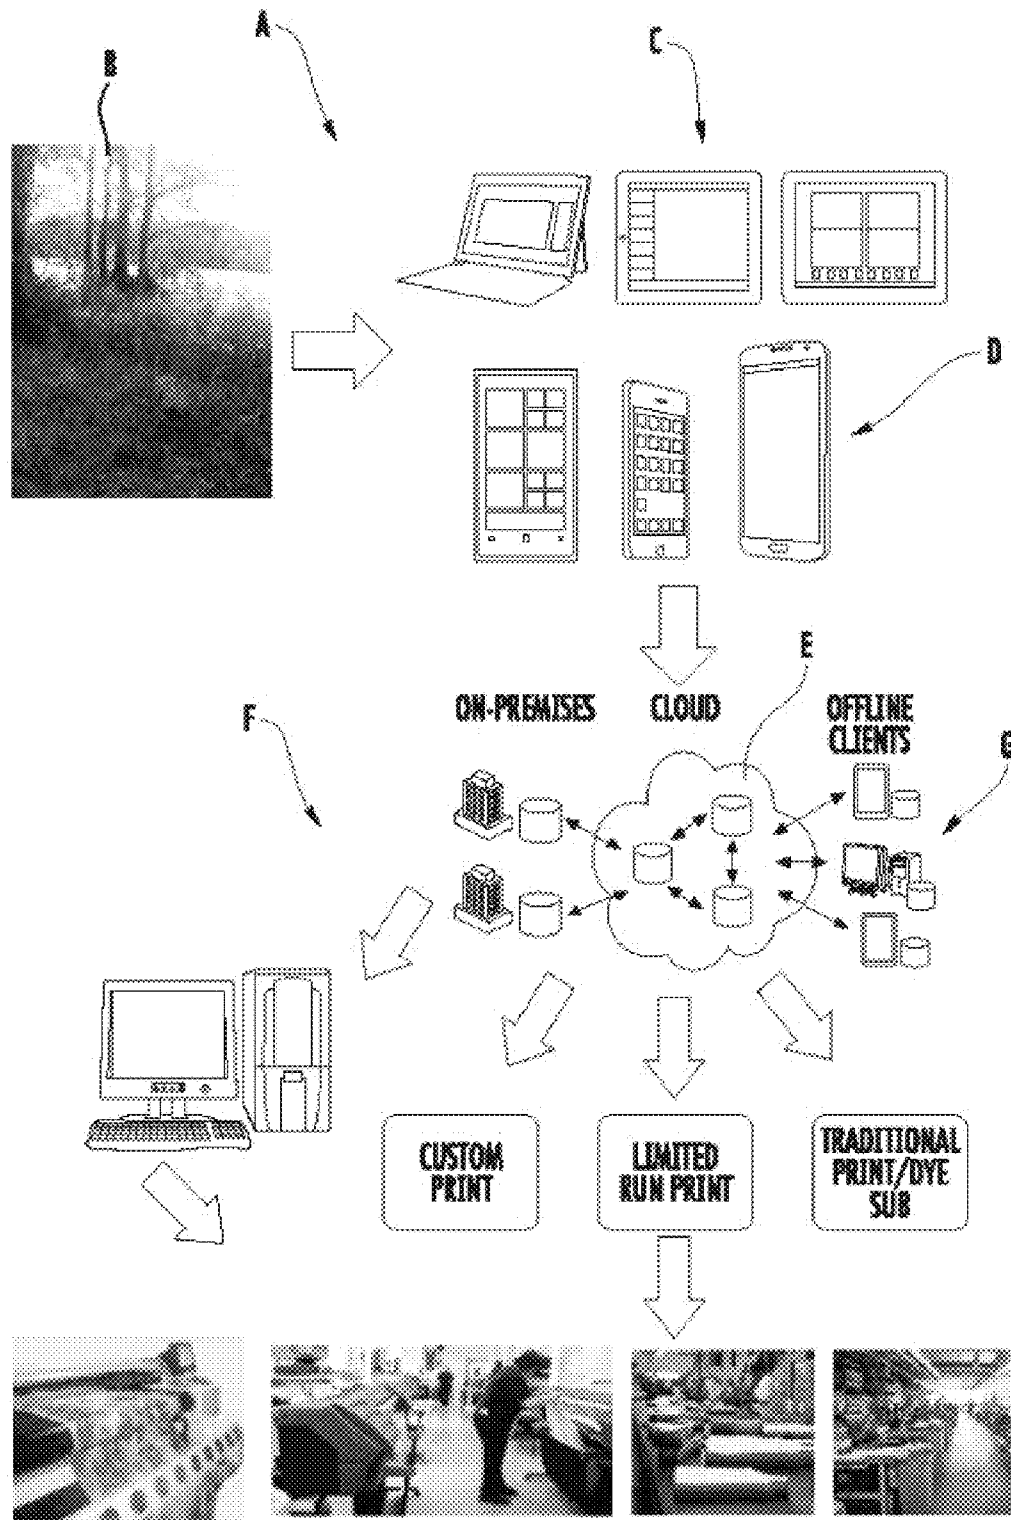 A
B
C
D
E
F
ON-PREMISES
CLOUD
OFFLINE
CLIENTS
G
CUSTOM
PRINT
LIMITED
RUN PRINT
TRADITIONAL
PRINT/DYE
SUB